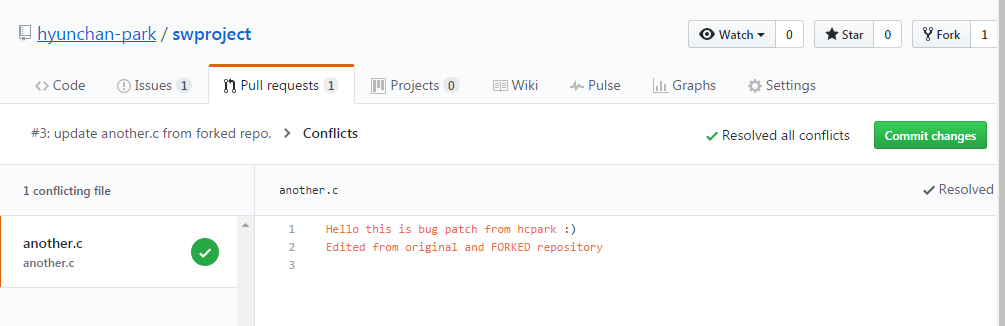 hyunchan-park / swproject
Watch 0 Star 0 Fork 1
Code Issues 1 Pull requests 1 Projects 0 Wiki Pulse Graphs Settings
#3: update another.c from forked repo. Conflicts Resolved all conflicts Commit changes
1 conflicting file
another.c Resolved
another.c
another.c
1 Hello this is bug patch from hcpark :)
2 Edited from original and FORKED repository
3